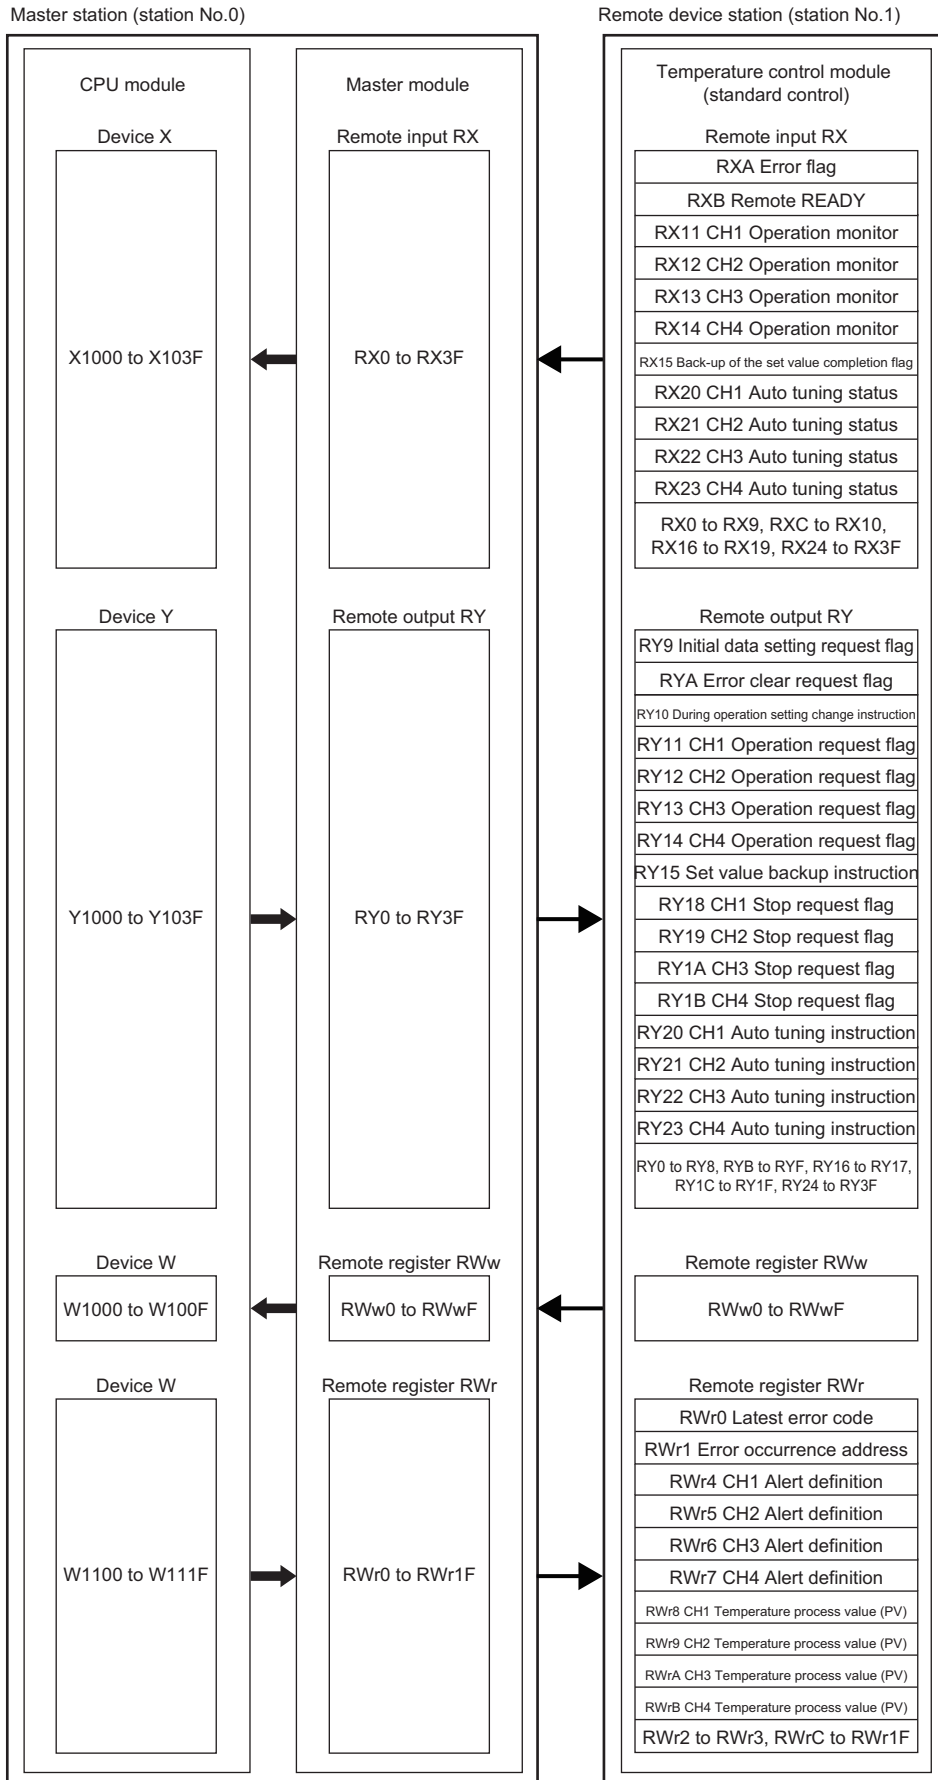 Master station (station No.0)
Remote device station (station No.1)
CPU module
Master module
Temperature control module
(standard control)
Device X
Remote input RX
Remote input RX
X1000 to X103F
RX0 to RX3F
RXA Error flag
RXB Remote READY
RX11 CH1 Operation monitor
RX12 CH2 Operation monitor
RX13 CH3 Operation monitor
RX14 CH4 Operation monitor
RX15 Back-up of the set value completion flag
RX20 CH1 Auto tuning status
RX21 CH2 Auto tuning status
RX22 CH3 Auto tuning status
RX23 CH4 Auto tuning status
RX0 to RX9, RXC to RX10,
RX16 to RX19, RX24 to RX3F
Device Y
Remote output RY
Remote output RY
Y1000 to Y103F
RY0 to RY3F
RY9 Initial data setting request flag
RYA Error clear request flag
RY10 During operation setting change instruction
RY11 CH1 Operation request flag
RY12 CH2 Operation request flag
RY13 CH3 Operation request flag
RY14 CH4 Operation request flag
RY15 Set value backup instruction
RY18 CH1 Stop request flag
RY19 CH2 Stop request flag
RY1A CH3 Stop request flag
RY1B CH4 Stop request flag
RY20 CH1 Auto tuning instruction
RY21 CH2 Auto tuning instruction
RY22 CH3 Auto tuning instruction
RY23 CH4 Auto tuning instruction
RY0 to RY8, RYB to RYF, RY16 to RY17,
RY1C to RY1F, RY24 to RY3F
Device W
Remote register RWw
Remote register RWw
W1000 to W100F
RWw0 to RWwF
RWw0 to RWwF
Device W
Remote register RWr
Remote register RWr
W1100 to W111F
RWr0 to RWr1F
RWr0 Latest error code
RWr1 Error occurrence address
RWr4 CH1 Alert definition
RWr5 CH2 Alert definition
RWr6 CH3 Alert definition
RWr7 CH4 Alert definition
RWr8 CH1 Temperature process value (PV)
RWr9 CH2 Temperature process value (PV)
RWrA CH3 Temperature process value (PV)
RWrB CH4 Temperature process value (PV)
RWr2 to RWr3, RWrC to RWr1F